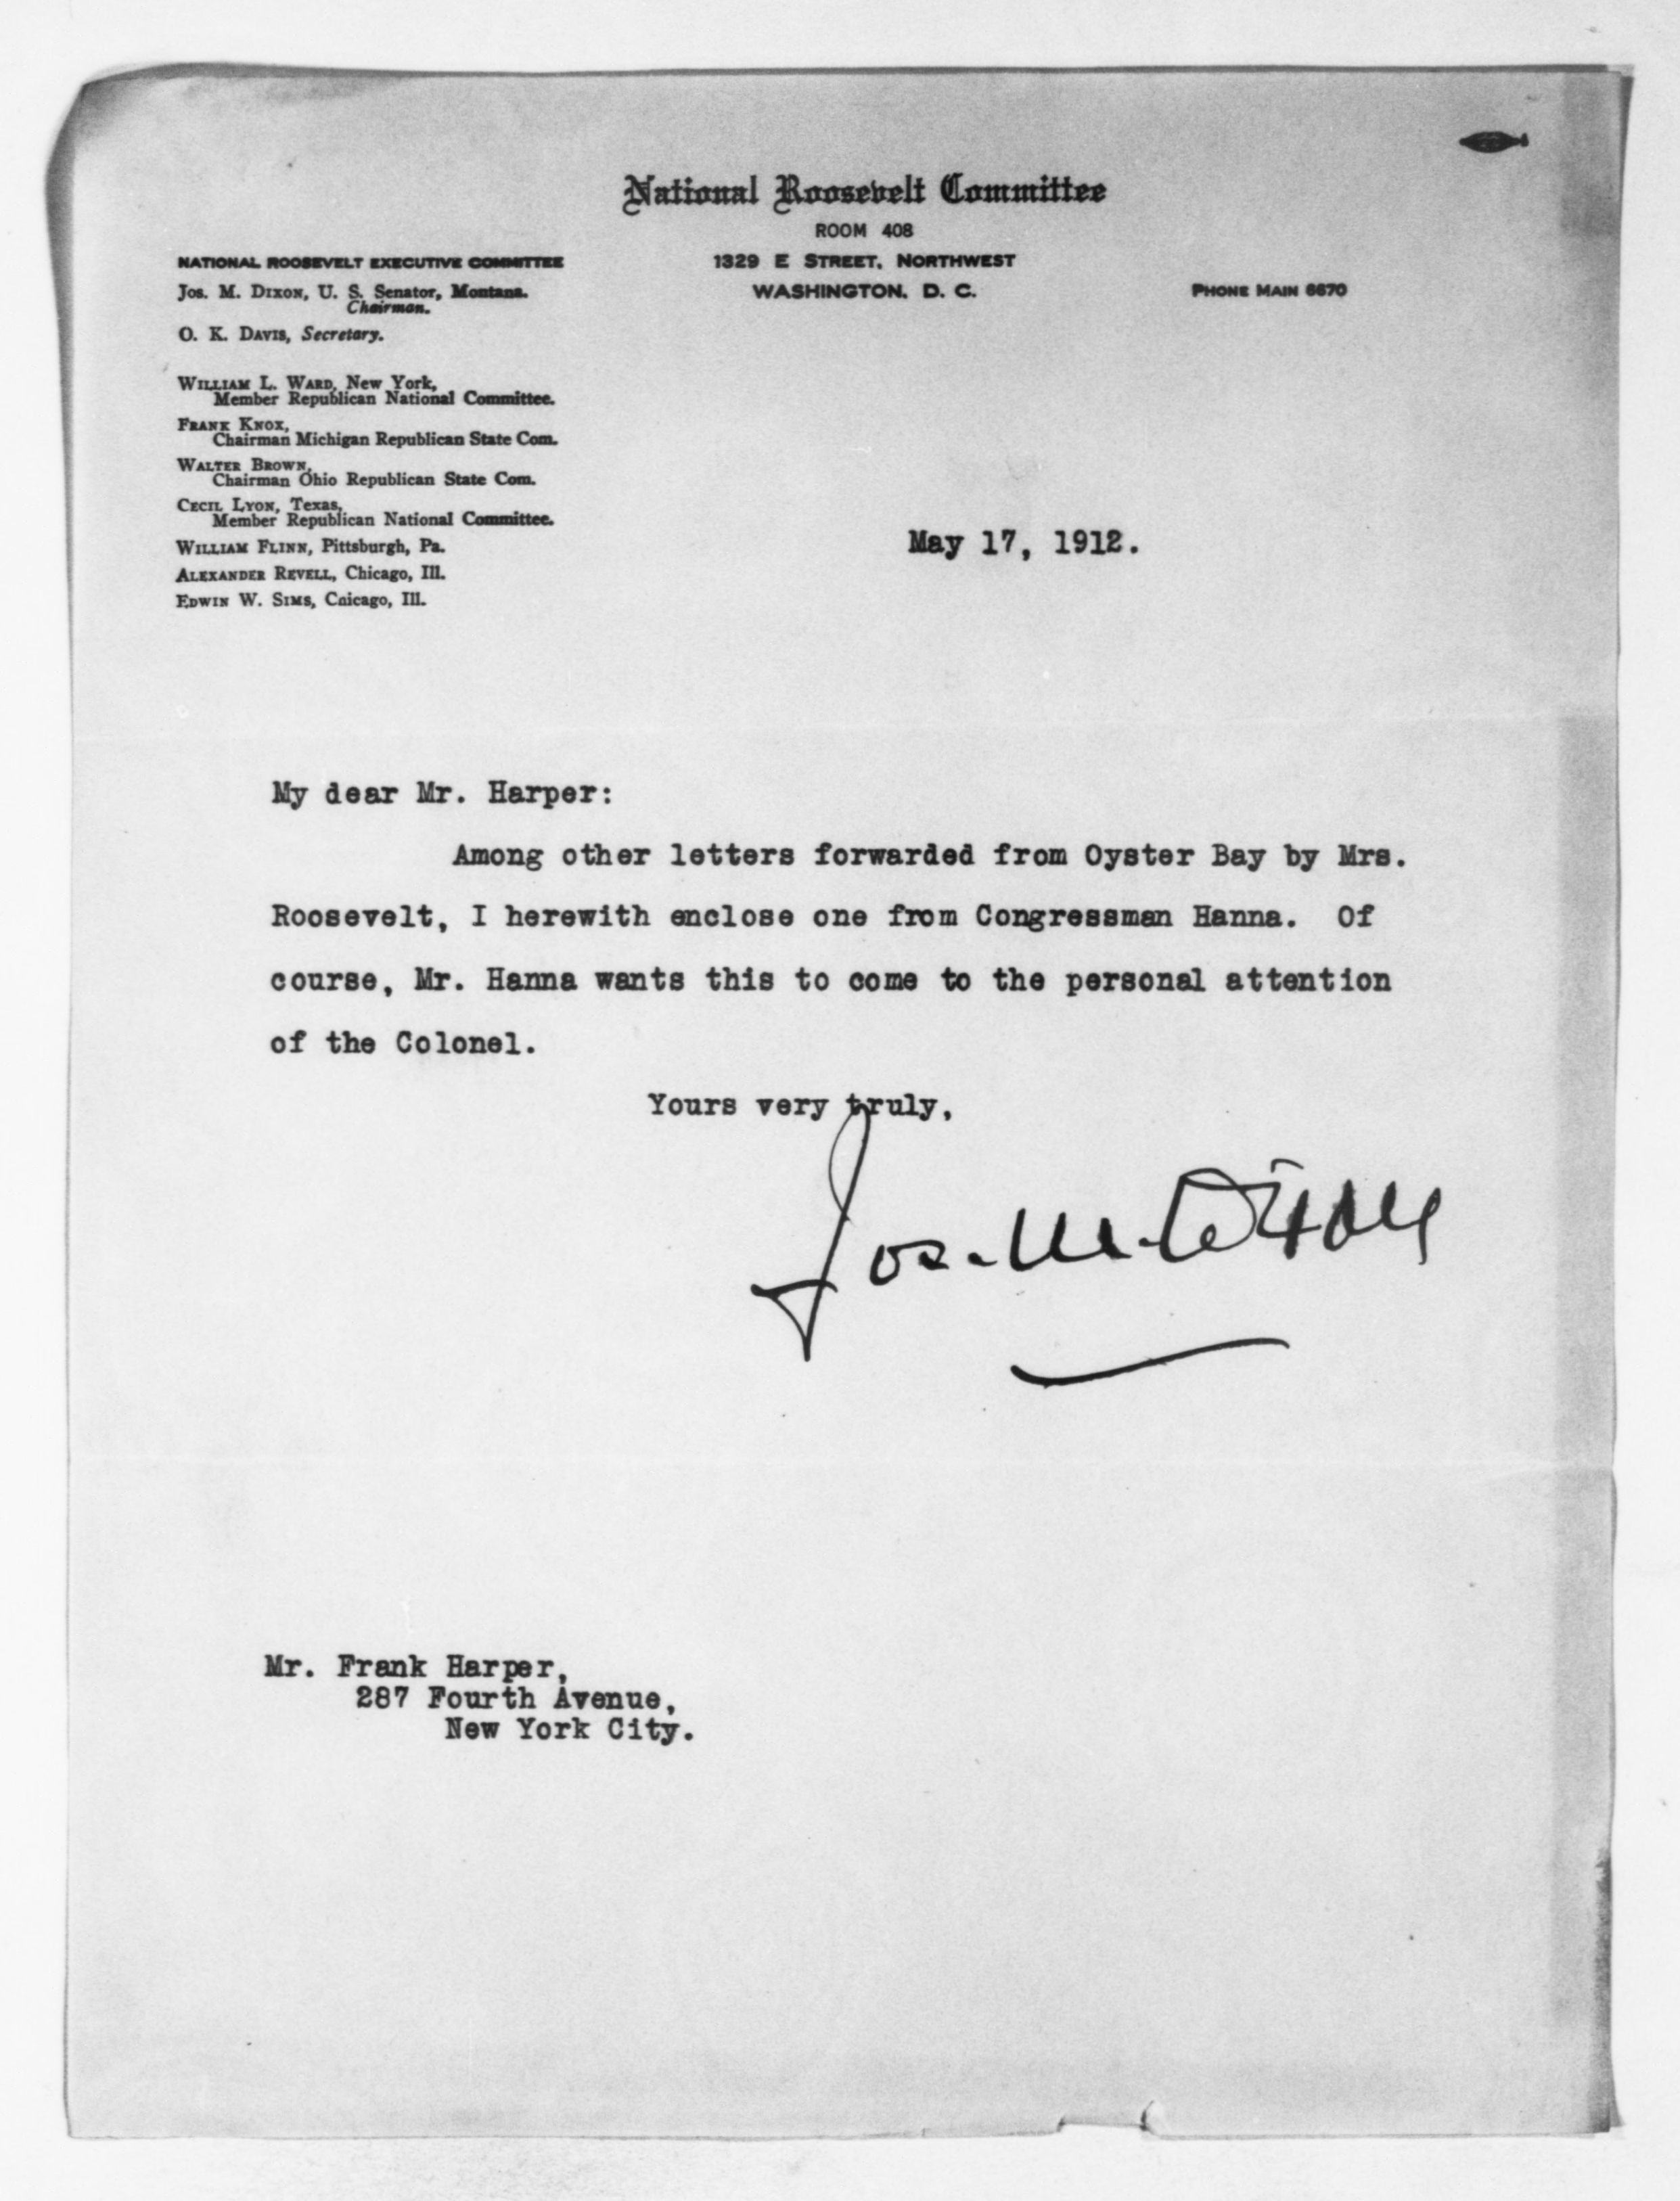 National Roosevelt Committee
ROOM 408
1329 E STREET, NORTHWEST
WASHINGTON, D. C.
PHONE MAIN 6670
NATIONAL ROOSEVELT EXECUTIVE COMMITTEE
JOS. M. DIXON, U. S. Senator, Montana.
Chairman.
O. K. DAVIS, Secretary.
WILLIAM L. WARD, New York,
Member Republican National Committee.
FRANK KNOX,
Chairman Michigan Republican State Com.
WALTER BROWN,
Chairman Ohio Republican State Com.
CECIL LYON, Texas,
Member Republican National Committee.
WILLIAM FLINN, Pittsburgh, Pa.
ALEXANDER REVELL, Chicago, Ill.
EDWIN W. SIMS, Chicago, Ill.
May 17, 1912.
My dear Mr. Harper:
Among other letters forwarded from Oyster Bay by Mrs.
Roosevelt, I herewith enclose one from Congressman Hanna. Of
course, Mr. Hanna wants this to come to the personal attention
of the Colonel.
Yours very truly,
Jos. M. Dixon
Mr. Frank Harper,
287 Fourth Avenue,
New York City.